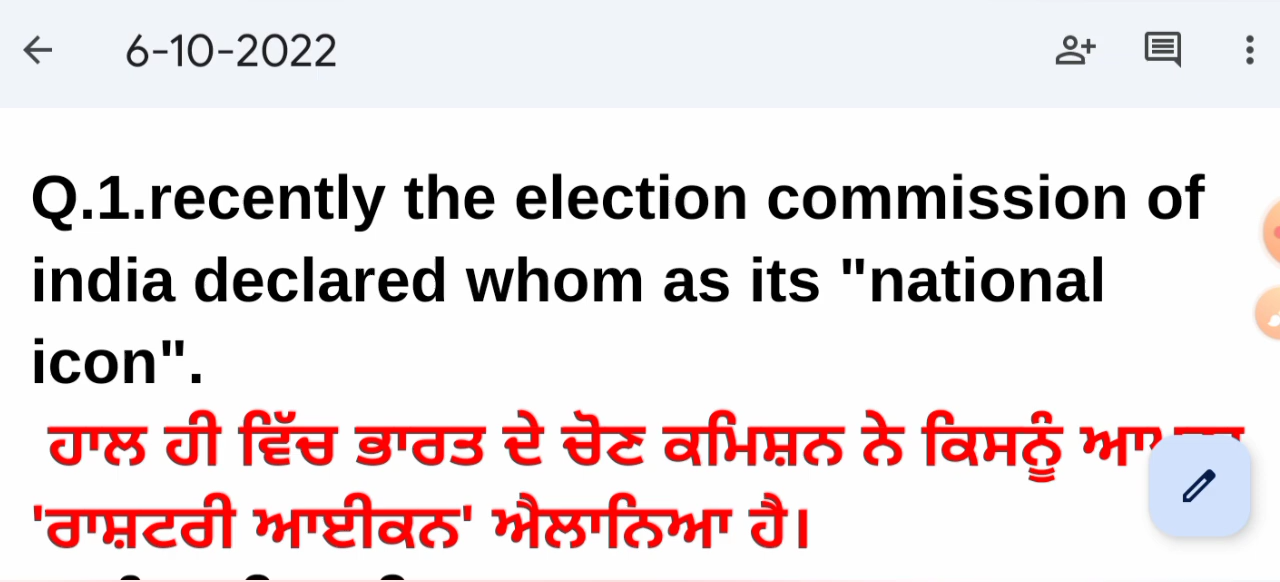 6-10-2022
Q.1.recently the election commission of
india declared whom as its "national
icon".
ਹਾਲ ਹੀ ਵਿੱਚ ਭਾਰਤ ਦੇ ਚੋਣ ਕਮਿਸ਼ਨ ਨੇ ਕਿਸਨੂੰ
'ਰਾਸ਼ਟਰੀ ਆਈਕਨ' ਐਲਾਨਿਆ ਹੈ।